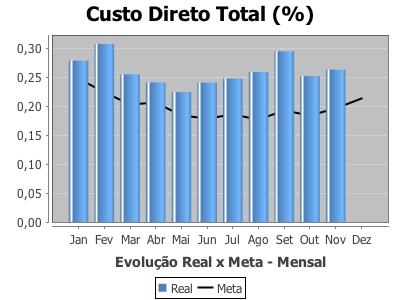 Custo Direto Total (%)
0,30
0,25
0,20
0,15
0,10
0,05
0,00
Jan Fev Mar Abr Mai Jun Jul Ago Set Out Nov Dez
Evolução Real x Meta - Mensal
Real Meta